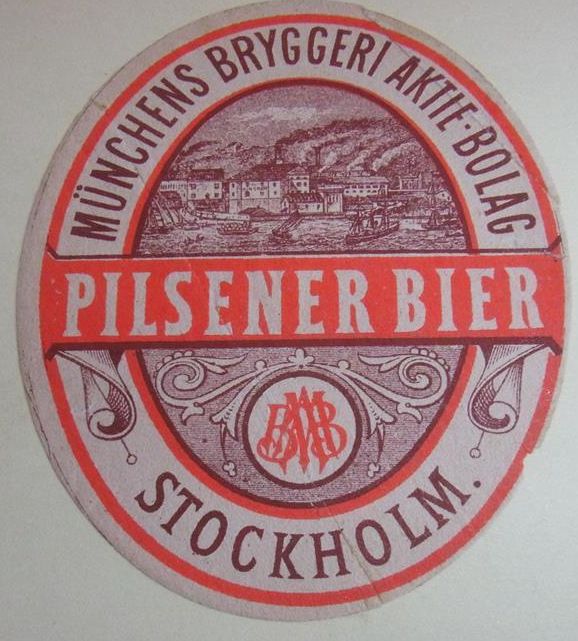 MÜNCHENS BRYGGERI AKTIE-BOLAG
PILSENER BIER
STOCKHOLM.